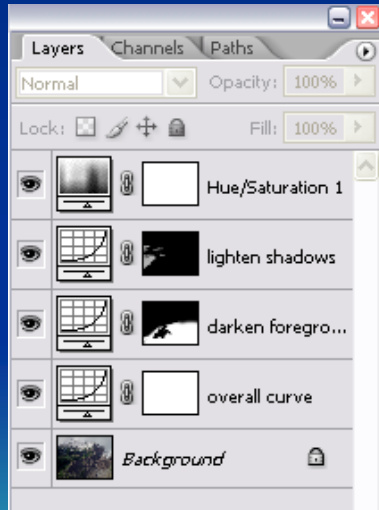 Layers Channels Paths
Normal Opacity: 100%
Lock: Fill: 100%
Hue/Saturation 1
lighten shadows
darken foregro...
overall curve
Background